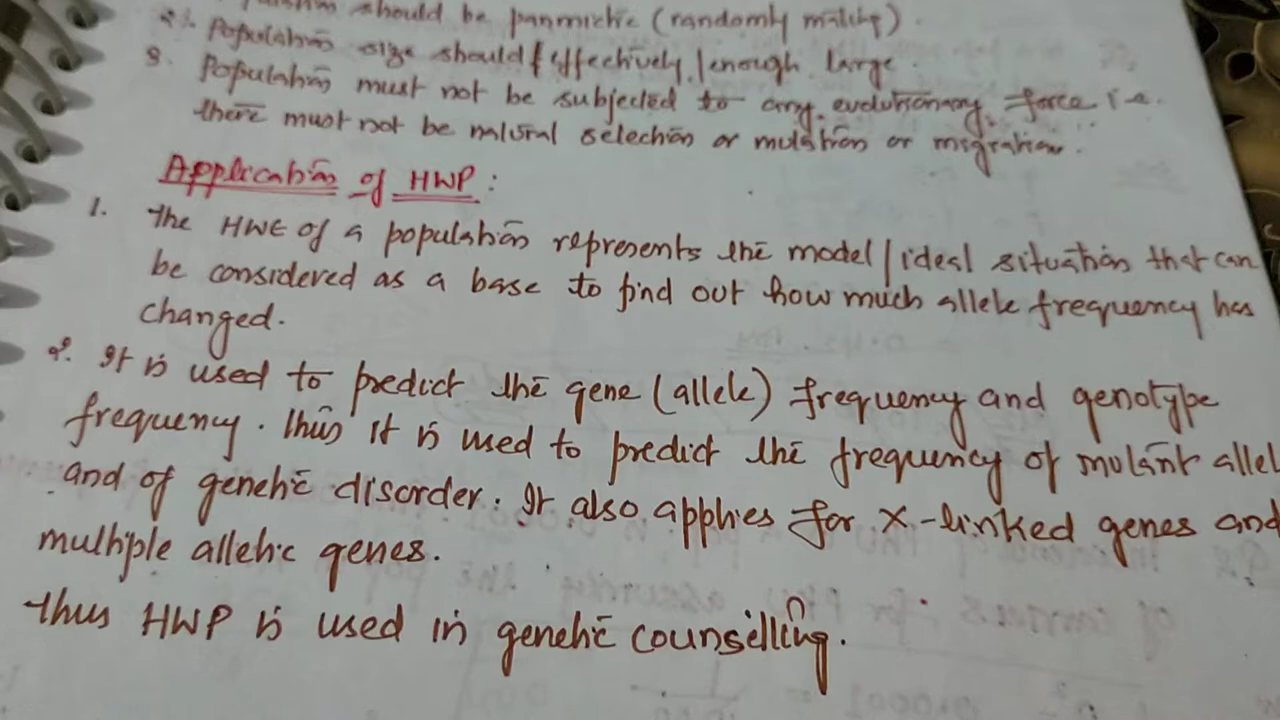 should be panmictic (randomly mating).
2. Population size should effectively/enough large.
3. Population must not be subjected to any evolutionary force i.e.
there must not be natural selection or mutation or migration.
Application of HWP:
1. the HWE of a population represents the model/ideal situation that can
be considered as a base to find out how much allele frequency has
changed.
2. It is used to predict the gene (allele) frequency and genotype
frequency. Thus it is used to predict the frequency of mutant allel
and of genetic disorder. It also applies for X-linked genes and
multiple allelic genes.
thus HWP is used in genetic counselling.